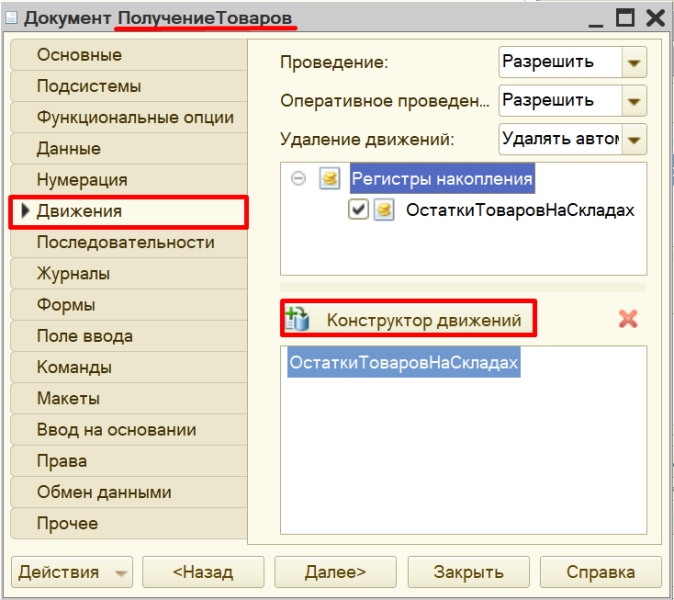 Документ ПолучениеТоваров
Основные
Подсистемы
Функциональные опции
Данные
Нумерация
Движения
Последовательности
Журналы
Формы
Поле ввода
Команды
Макеты
Ввод на основании
Права
Обмен данными
Прочее
Проведение: Разрешить
Оперативное проведен... Разрешить
Удаление движений: Удалять автом
Регистры накопления
ОстаткиТоваровНаСкладах
Конструктор движений
ОстаткиТоваровНаСкладах
Действия <Назад Далее> Закрыть Справка